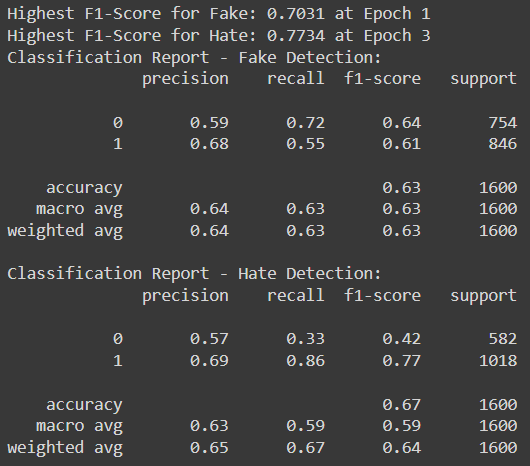 Highest F1-Score for Fake: 0.7031 at Epoch 1
Highest F1-Score for Hate: 0.7734 at Epoch 3
Classification Report - Fake Detection:
precision recall f1-score support
0 0.59 0.72 0.64 754
1 0.68 0.55 0.61 846
accuracy 0.63 1600
macro avg 0.64 0.63 0.63 1600
weighted avg 0.64 0.63 0.63 1600
Classification Report - Hate Detection:
precision recall f1-score support
0 0.57 0.33 0.42 582
1 0.69 0.86 0.77 1018
accuracy 0.67 1600
macro avg 0.63 0.59 0.59 1600
weighted avg 0.65 0.67 0.64 1600